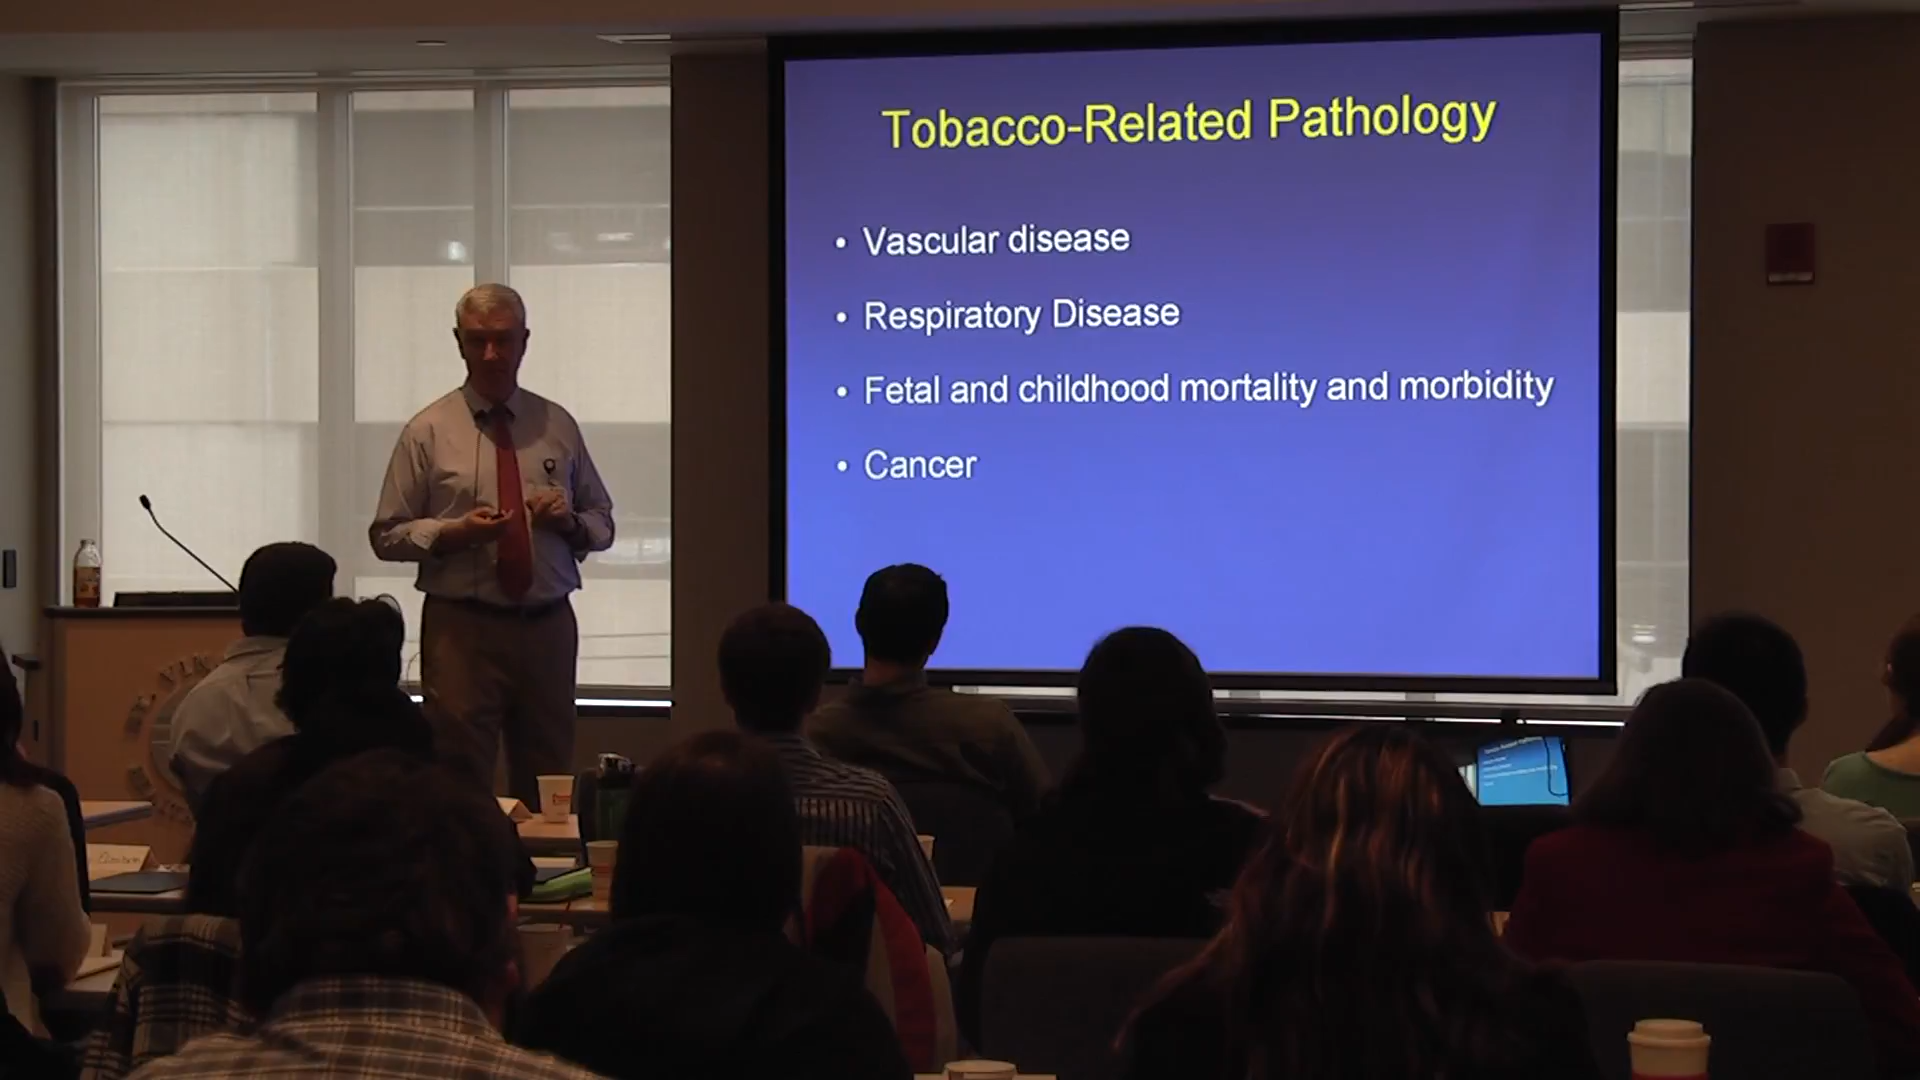 Tobacco-Related Pathology
• Vascular disease
• Respiratory Disease
• Fetal and childhood mortality and morbidity
• Cancer